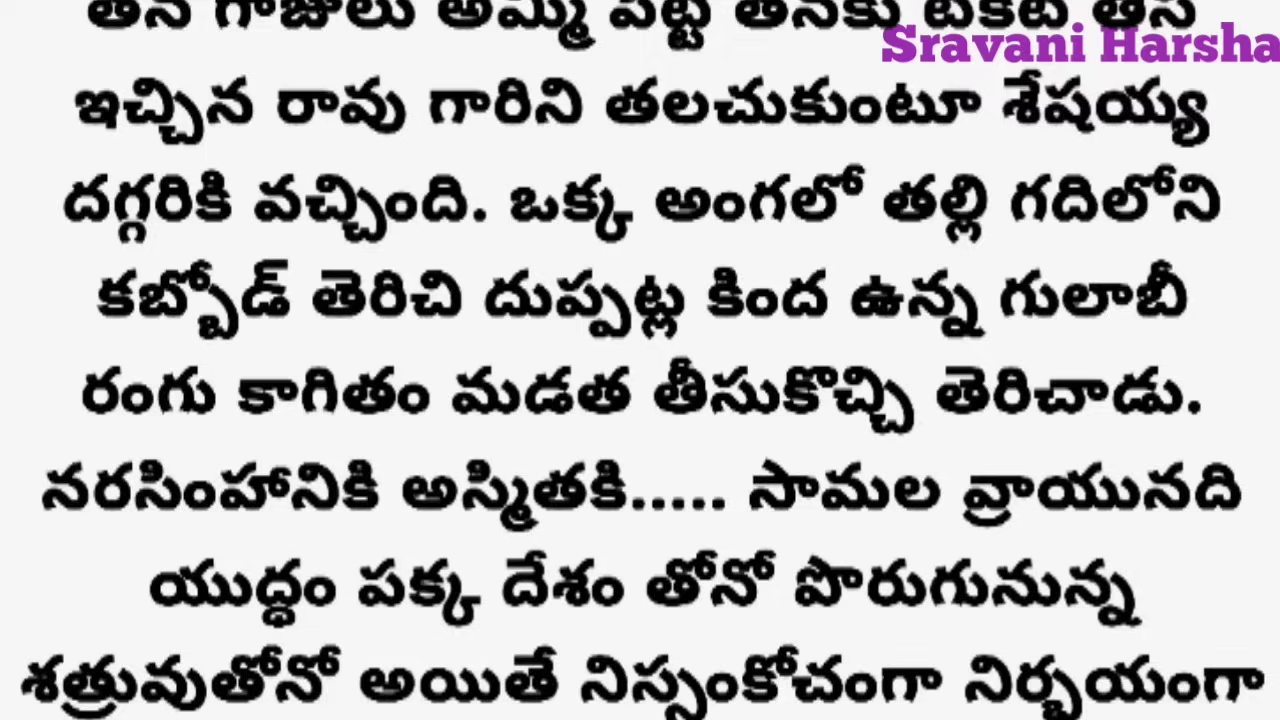 తన గాజులు అమ్మి పెట్టి తనకు టికెట్ తీసి
Sravani Harsha
ఇచ్చిన రావు గారిని తలచుకుంటూ శేషయ్య
దగ్గరికి వచ్చింది. ఒక్క అంగలో తల్లి గదిలోని
కబ్బోడ్ తెరిచి దుప్పట్ల కింద ఉన్న గులాబీ
రంగు కాగితం మడత తీసుకొచ్చి తెరిచాడు.
నరసింహానికి అస్మితకి..... సామల వ్రాయునది
యుద్ధం పక్క దేశం తోనో పొరుగునున్న
శత్రువుతోనో అయితే నిస్సంకోచంగా నిర్భయంగా